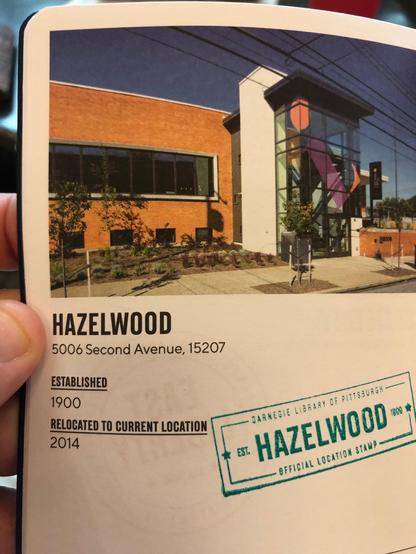 HAZELWOOD
5006 Second Avenue, 15207
ESTABLISHED
1900
RELOCATED TO CURRENT LOCATION
2014
CARNEGIE LIBRARY OF PITTSBURGH
EST. HAZELWOOD 1900
OFFICIAL LOCATION STAMP